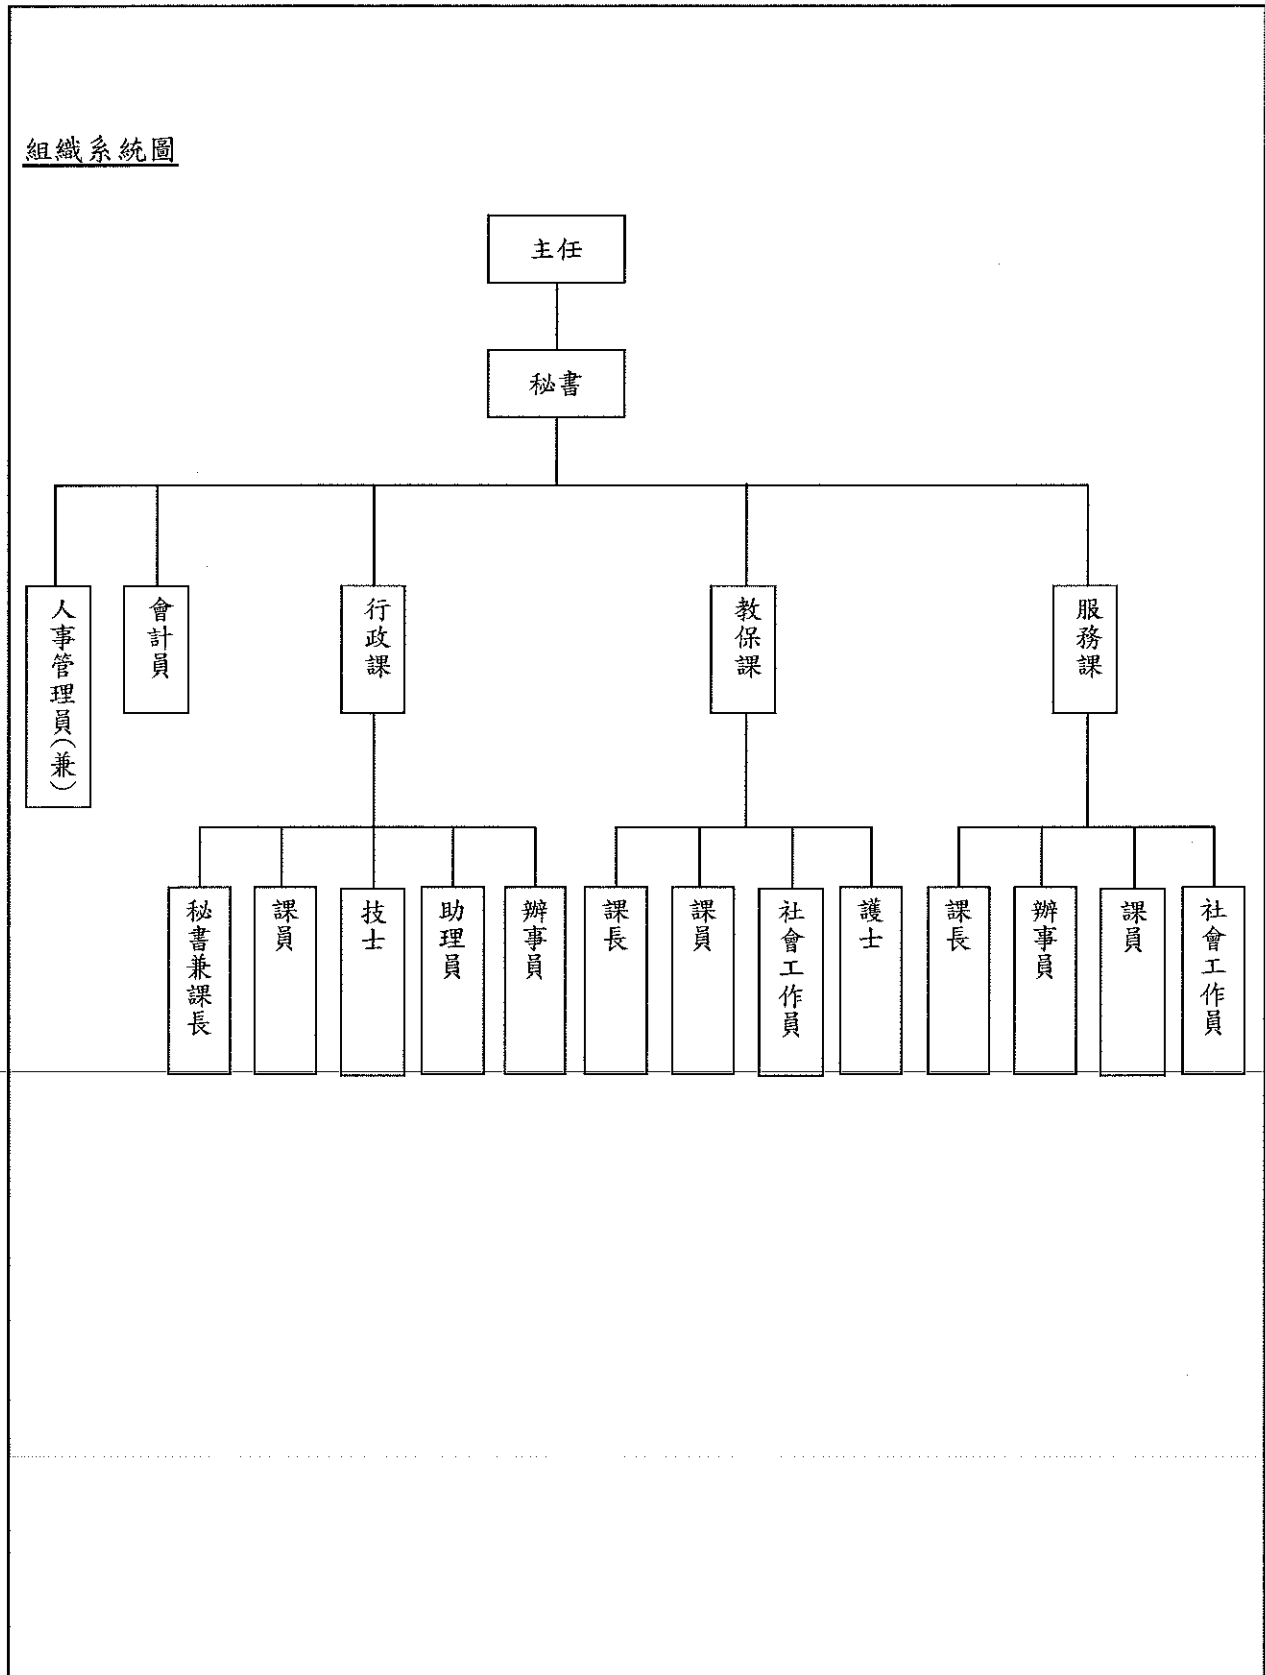 組織系統圖
主任
秘書
人事管理員(兼)
會計員
行政課
教保課
服務課
秘書兼課長
課員
技士
助理員
辦事員
課長
課員
社會工作員
護士
課長
辦事員
課員
社會工作員